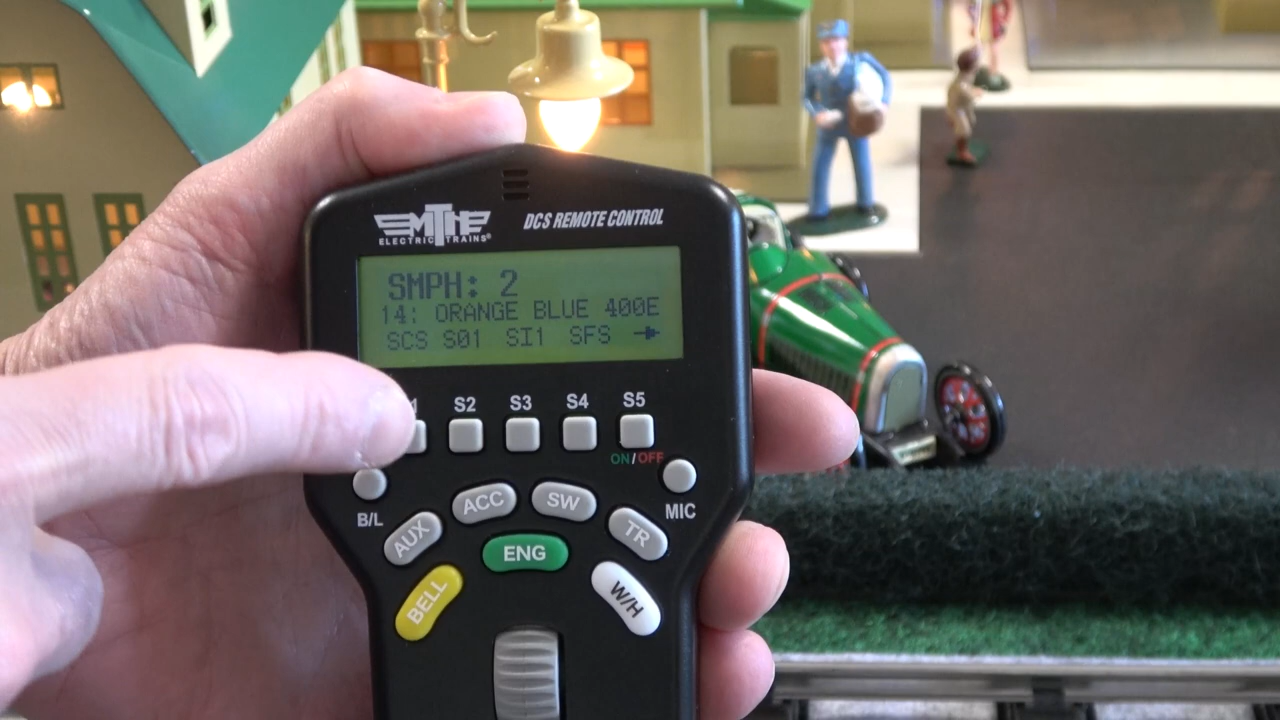 MTH
ELECTRIC TRAINS®
DCS REMOTE CONTROL
SMPH: 2
14: ORANGE BLUE 400E
SCS S01 SI1 SFS
S2 S3 S4 S5
ON/OFF
B/L
MIC
AUX
ACC
SW
TR
ENG
BELL
W/H